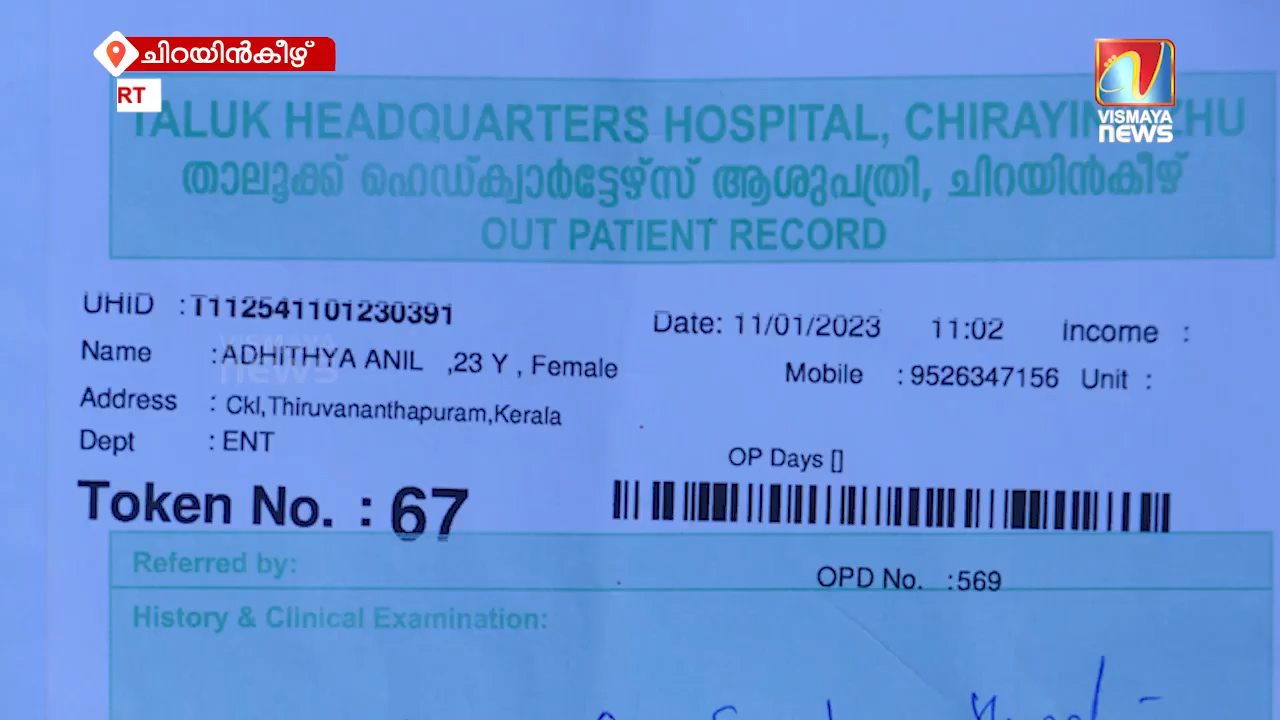 ചിറയിൻകീഴ്
RT
VISMAYA
NEWS
TALUK HEADQUARTERS HOSPITAL,
താലൂക്ക് ഹെഡ്ക്വാർട്ടേഴ്സ് ആശുപത്രി, ചിറയിൻകീഴ്
OUT PATIENT RECORD
UHID : T112541101230391
Date: 11/01/2023 11:02 Income :
Name : ADHITHYA ANIL ,23 Y , Female
Mobile : 9526347156 Unit :
Address : Ckl,Thiruvananthapuram,Kerala
Dept : ENT
OP Days []
Token No. : 67
Referred by:
OPD No. :569
History & Clinical Examination:
VISMAYA
news